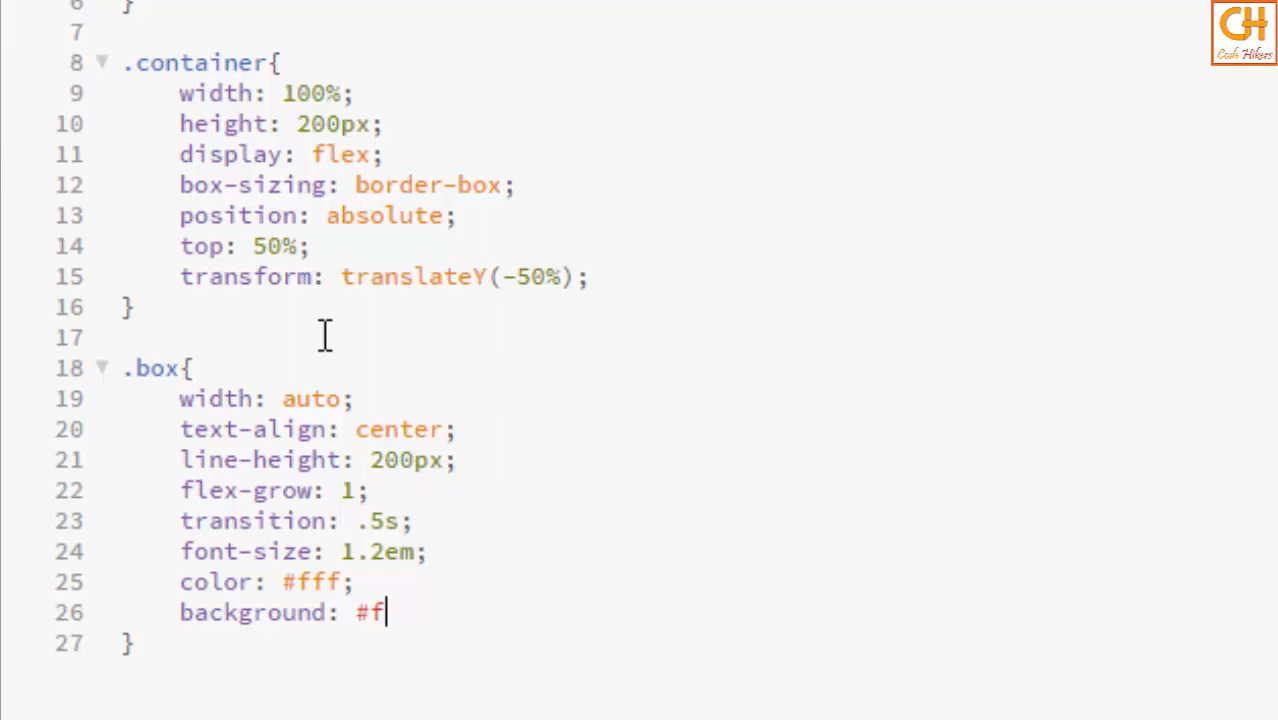 6 }
7
8 .container{
9 width: 100%;
10 height: 200px;
11 display: flex;
12 box-sizing: border-box;
13 position: absolute;
14 top: 50%;
15 transform: translateY(-50%);
16 }
17
18 .box{
19 width: auto;
20 text-align: center;
21 line-height: 200px;
22 flex-grow: 1;
23 transition: .5s;
24 font-size: 1.2em;
25 color: #fff;
26 background: #f
27 }
CH
Code Hikers